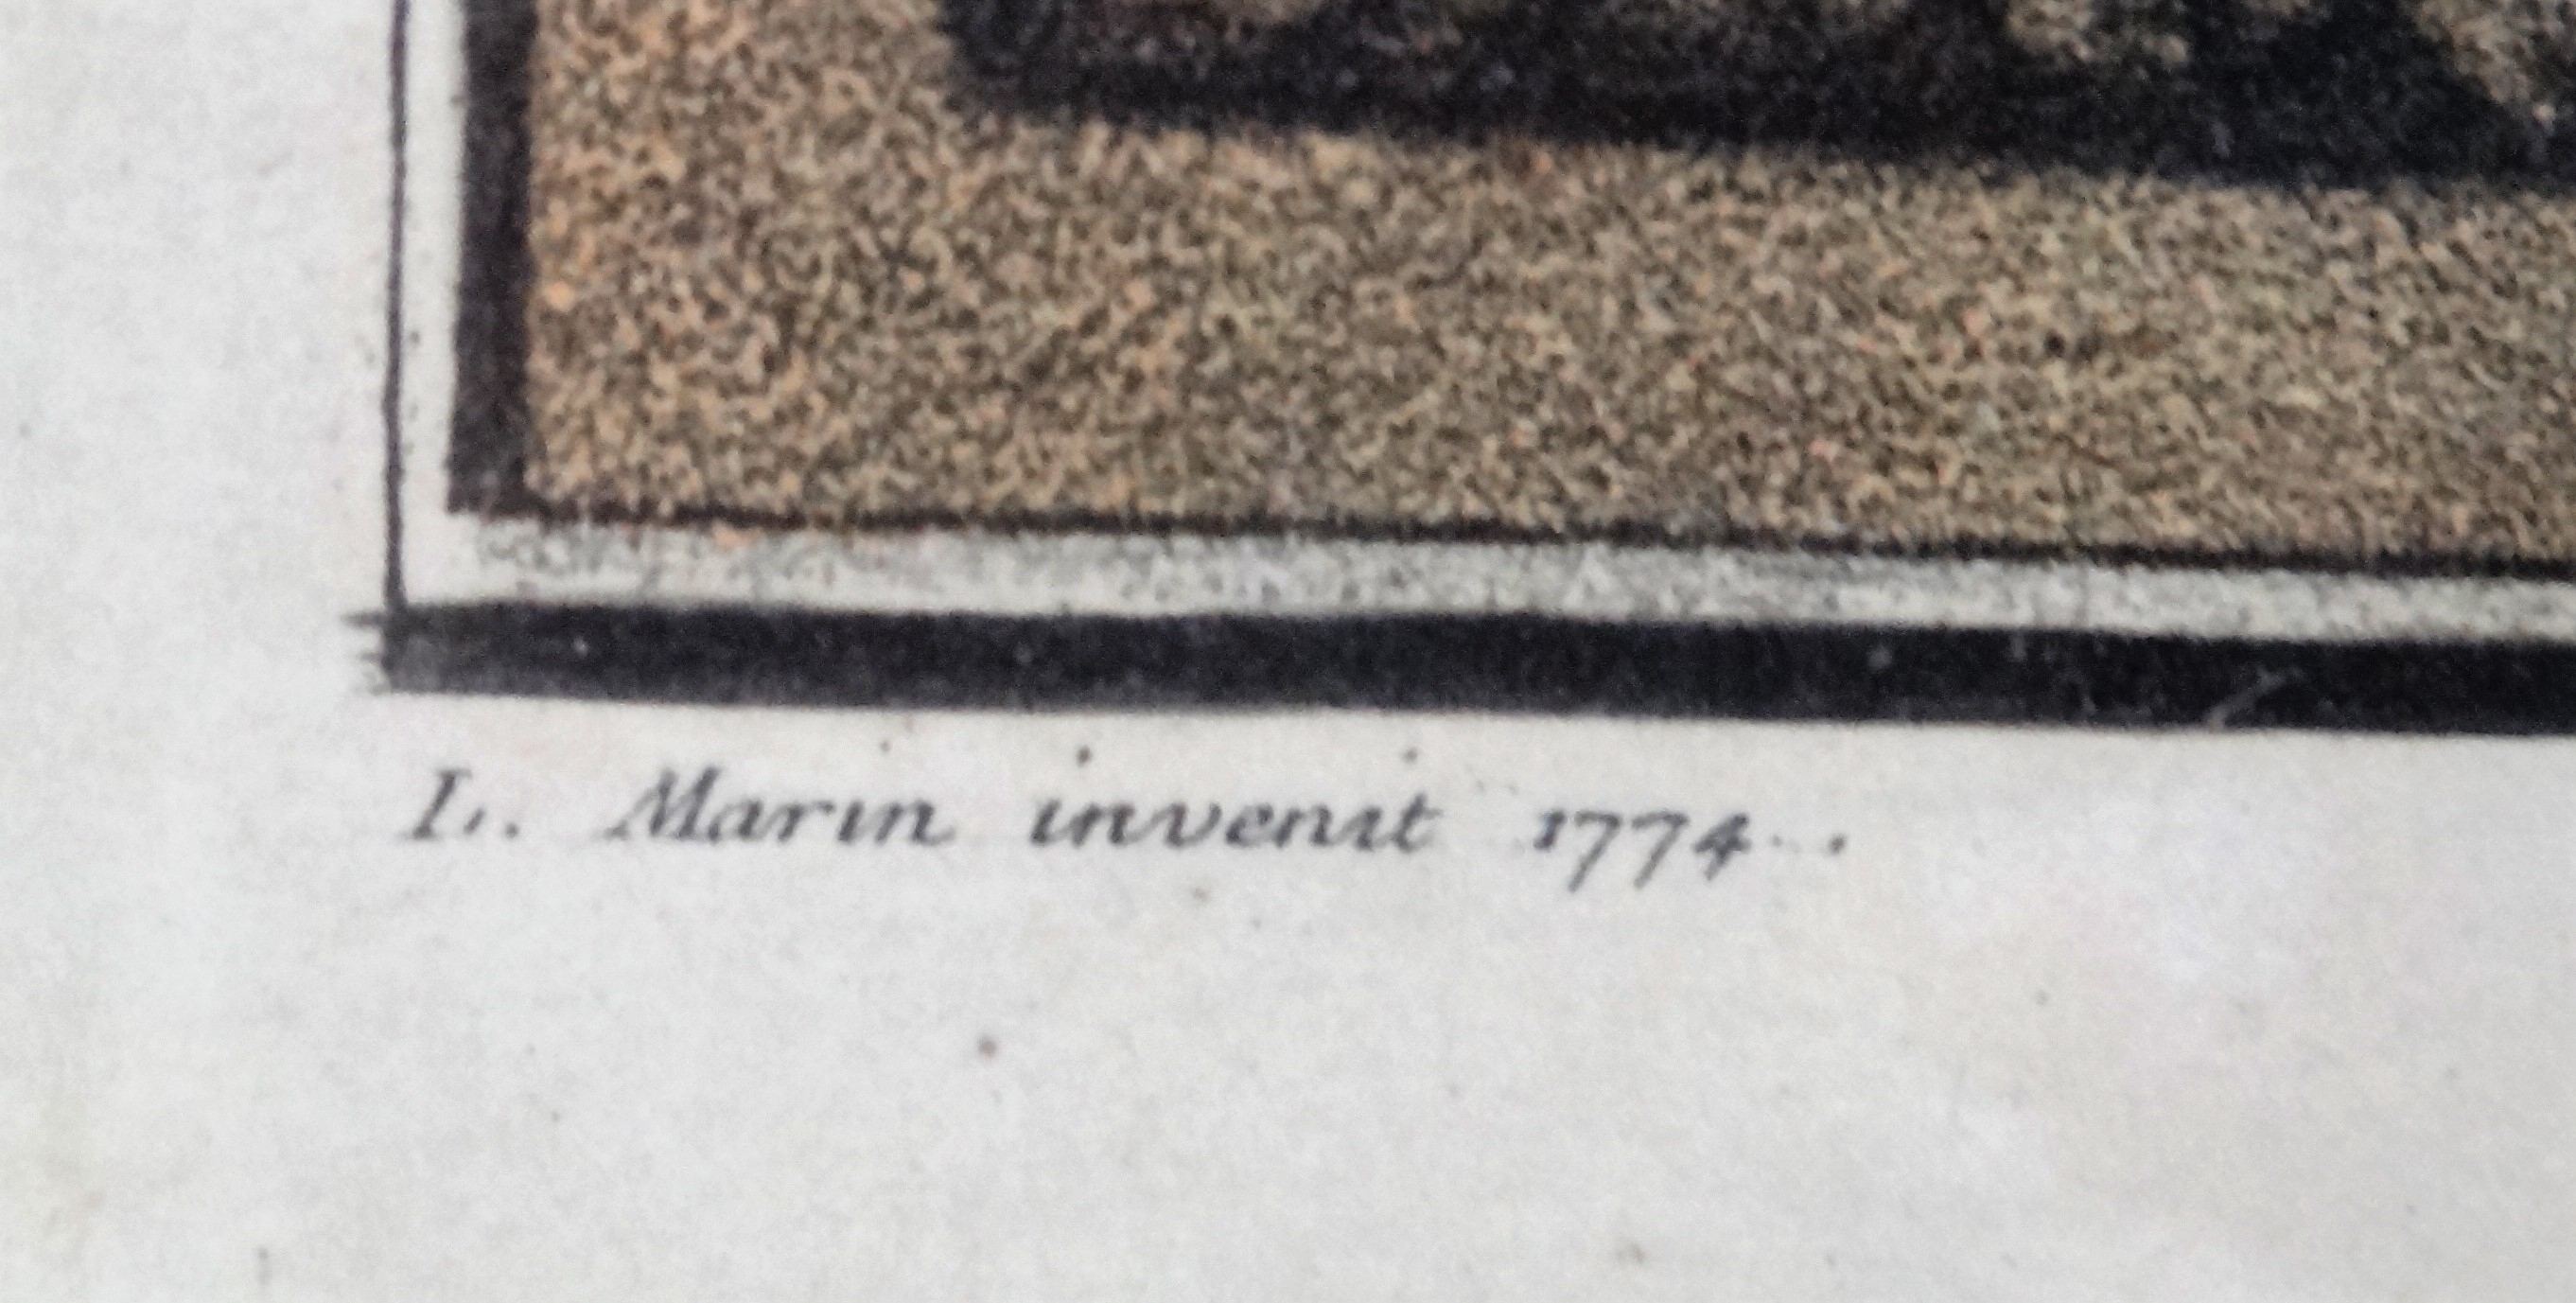 L. Marin invenit 1774.